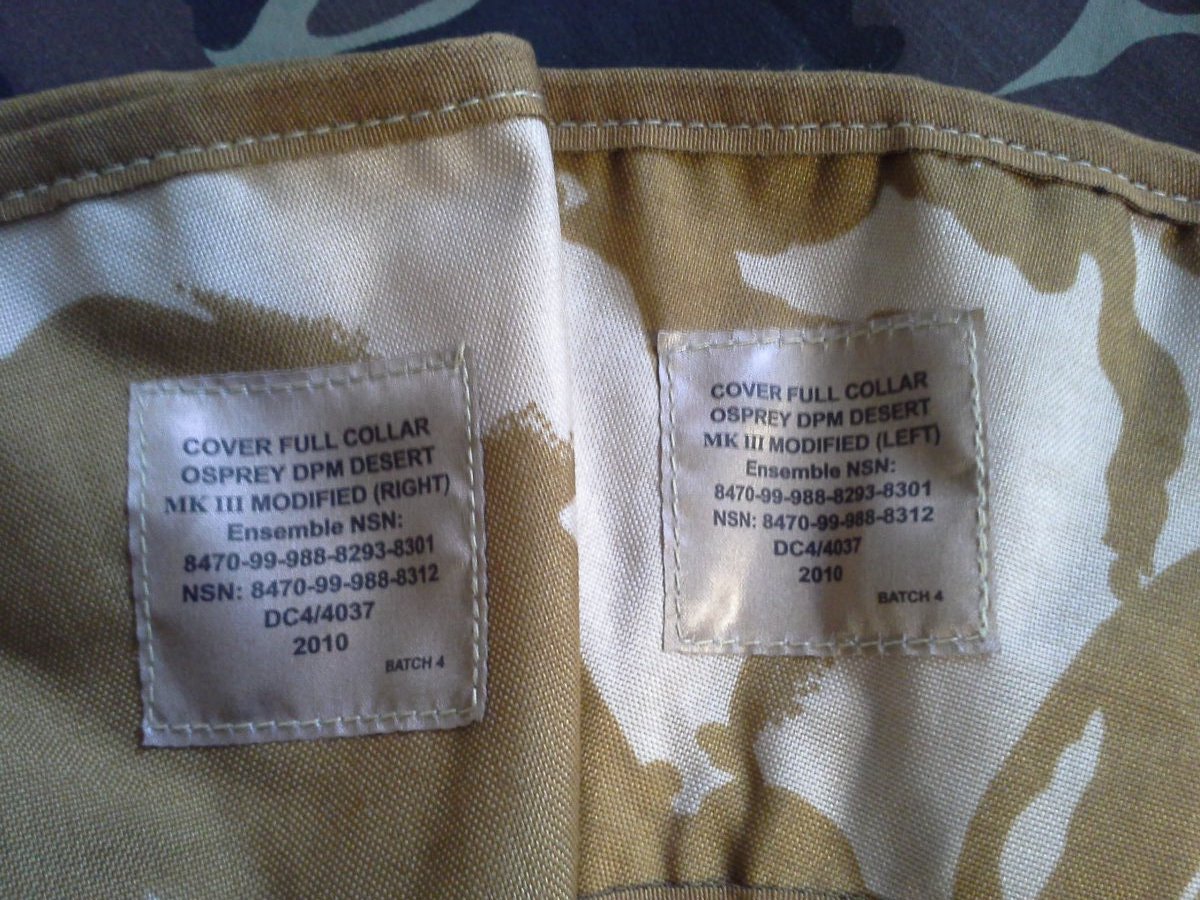 COVER FULL COLLAR
OSPREY DPM DESERT
MK III MODIFIED (RIGHT)
Ensemble NSN:
8470-99-988-8293-8301
NSN: 8470-99-988-8312
DC4/4037
2010
BATCH 4
COVER FULL COLLAR
OSPREY DPM DESERT
MK III MODIFIED (LEFT)
Ensemble NSN:
8470-99-988-8293-8301
NSN: 8470-99-988-8312
DC4/4037
2010
BATCH 4